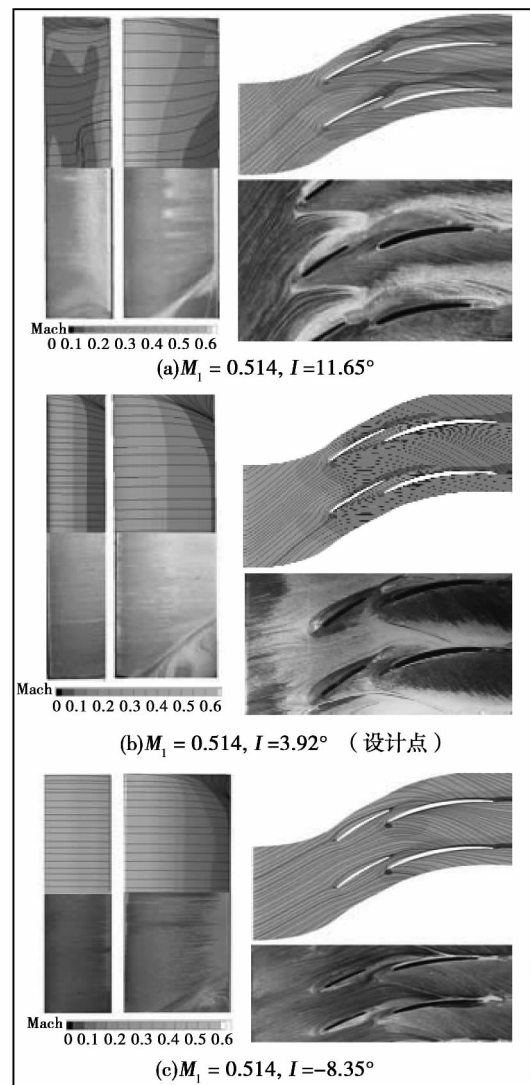 Mach
0 0.1 0.2 0.3 0.4 0.5 0.6
(a)M₁ = 0.514, I =11.65°
Mach
0 0.1 0.2 0.3 0.4 0.5 0.6
(b)M₁ = 0.514, I =3.92° （设计点）
Mach
0 0.1 0.2 0.3 0.4 0.5 0.6
(c)M₁ = 0.514, I =-8.35°